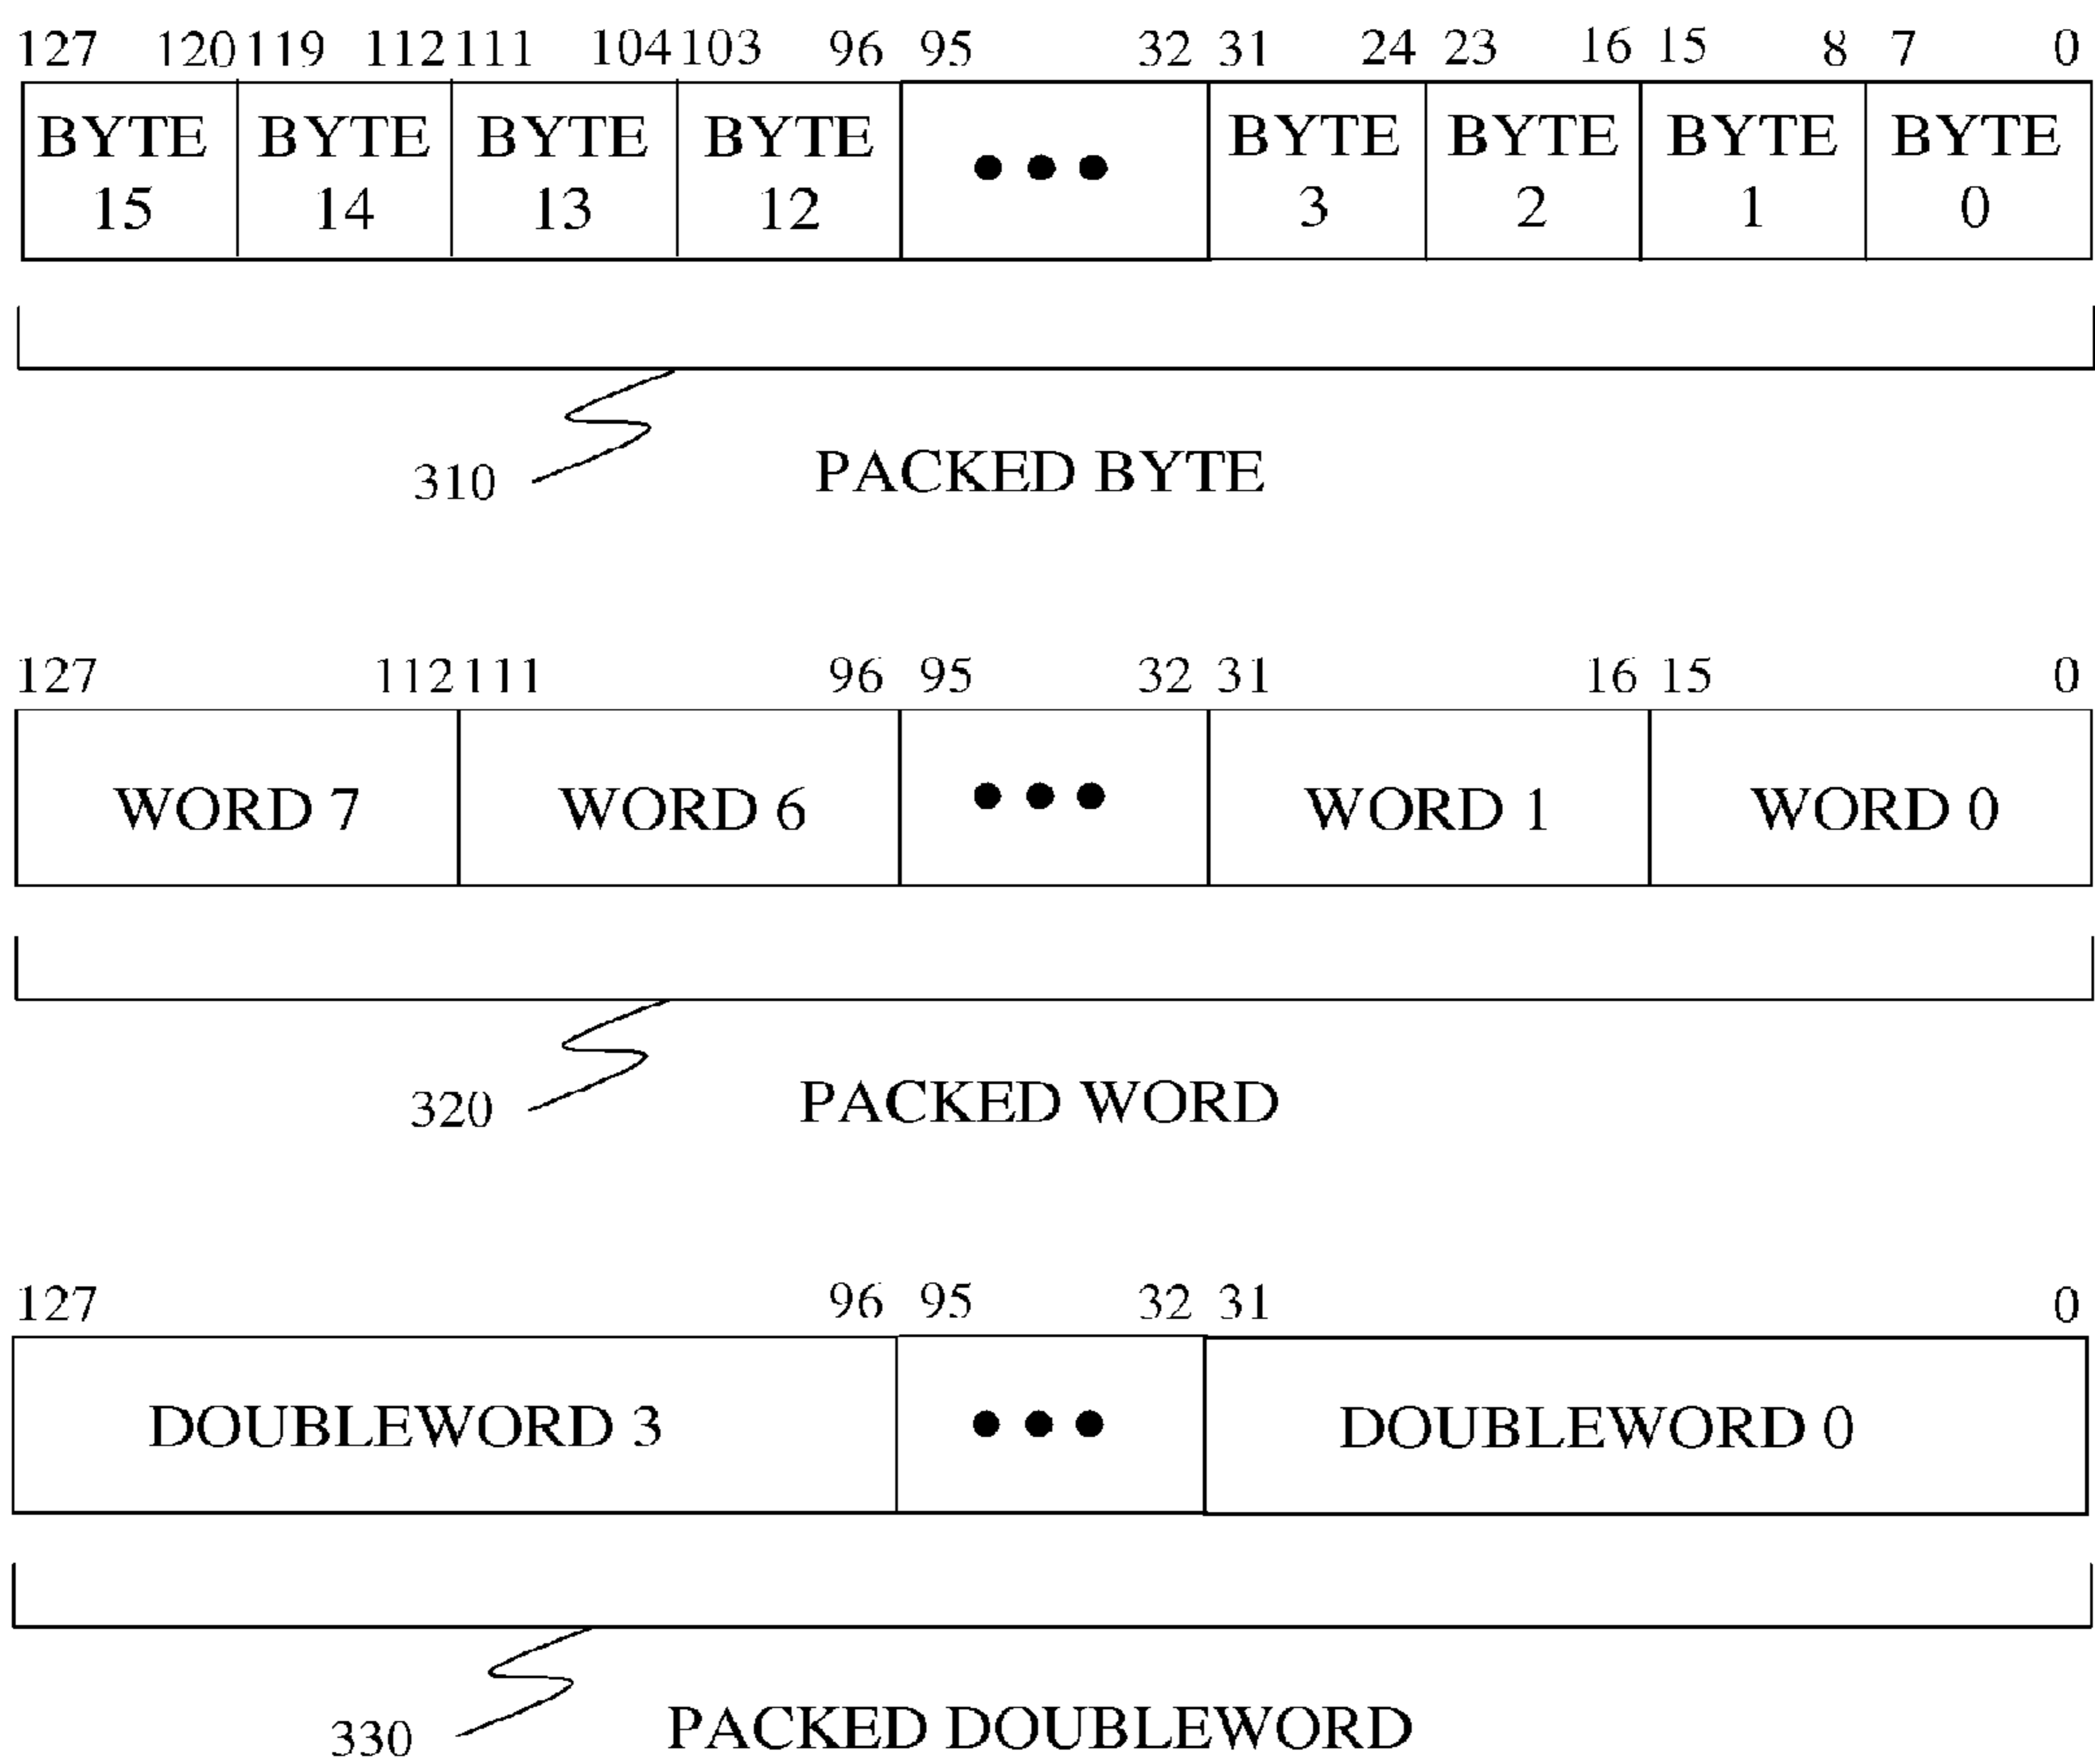 127 120 119 112 111 104 103 96 95 32 31 24 23 16 15 8 7 0
BYTE BYTE BYTE BYTE ••• BYTE BYTE BYTE BYTE
15 14 13 12 3 2 1 0
310 PACKED BYTE
127 112 111 96 95 32 31 16 15 0
WORD 7 WORD 6 ••• WORD 1 WORD 0
320 PACKED WORD
127 96 95 32 31 0
DOUBLEWORD 3 ••• DOUBLEWORD 0
330 PACKED DOUBLEWORD